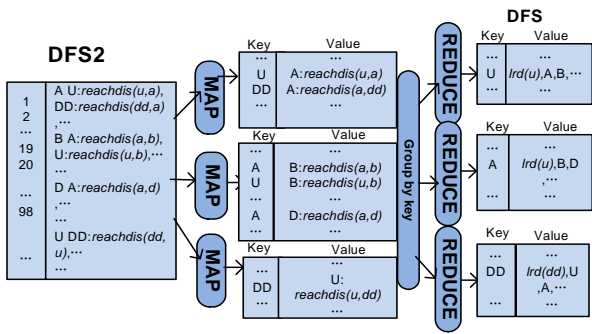 DFS2
1
2
...
19
20
...
98
...
A U:reachdis(u,a),
DD:reachdis(dd,a)
,...
B A:reachdis(a,b),
U:reachdis(u,b),...
...
D A:reachdis(a,d)
,...
...
U DD:reachdis(dd,
u),...
...
MAP
MAP
MAP
Key Value
... ...
U A:reachdis(u,a)
DD A:reachdis(a,dd)
... ...
Key Value
... ...
A B:reachdis(a,b)
U B:reachdis(u,b)
... ...
A D:reachdis(a,d)
... ...
Key Value
... ...
DD U:
reachdis(u,dd)
... ...
Group by key
REDUCE
REDUCE
REDUCE
DFS
Key Value
... ...
U lrd(u),A,B,...
... ...
Key Value
... ...
A lrd(u),B,D
,...
... ...
Key Value
... ...
DD lrd(dd),U
,A,...
... ...